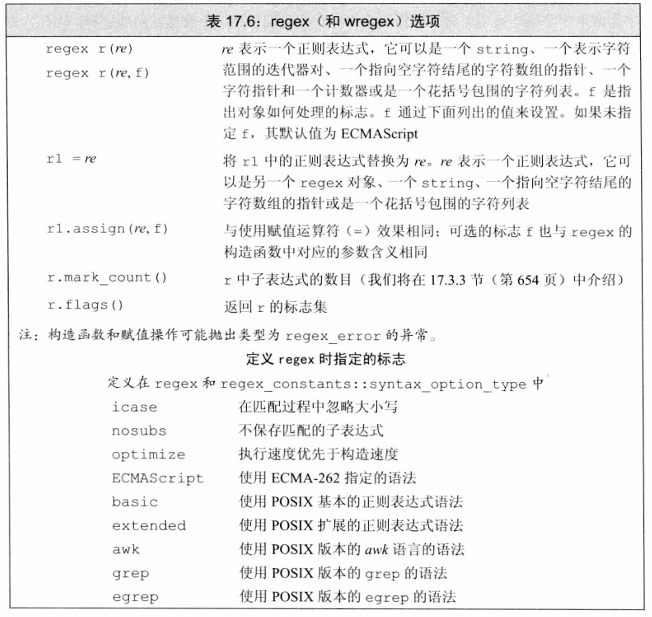 表 17.6：regex（和 wregex）选项
regex r(re) re 表示一个正则表达式，它可以是一个 string、一个表示字符
regex r(re, f) 范围的迭代器对、一个指向空字符结尾的字符数组的指针、一个
字符指针和一个计数器或是一个花括号包围的字符列表。f 是指
出对象如何处理的标志。f 通过下面列出的值来设置。如果未指
定 f，其默认值为 ECMAScript
r1 = re 将 r1 中的正则表达式替换为 re。re 表示一个正则表达式，它可
以是另一个 regex 对象、一个 string、一个指向空字符结尾的
字符数组的指针或是一个花括号包围的字符列表
r1.assign(re, f) 与使用赋值运算符（=）效果相同；可选的标志 f 也与 regex 的
构造函数中对应的参数含义相同
r.mark_count() r 中子表达式的数目（我们将在 17.3.3 节（第 654 页）中介绍）
r.flags() 返回 r 的标志集
注：构造函数和赋值操作可能抛出类型为 regex_error 的异常。
定义 regex 时指定的标志
定义在 regex 和 regex_constants::syntax_option_type 中
icase 在匹配过程中忽略大小写
nosubs 不保存匹配的子表达式
optimize 执行速度优先于构造速度
ECMAScript 使用 ECMA-262 指定的语法
basic 使用 POSIX 基本的正则表达式语法
extended 使用 POSIX 扩展的正则表达式语法
awk 使用 POSIX 版本的 awk 语言的语法
grep 使用 POSIX 版本的 grep 的语法
egrep 使用 POSIX 版本的 egrep 的语法